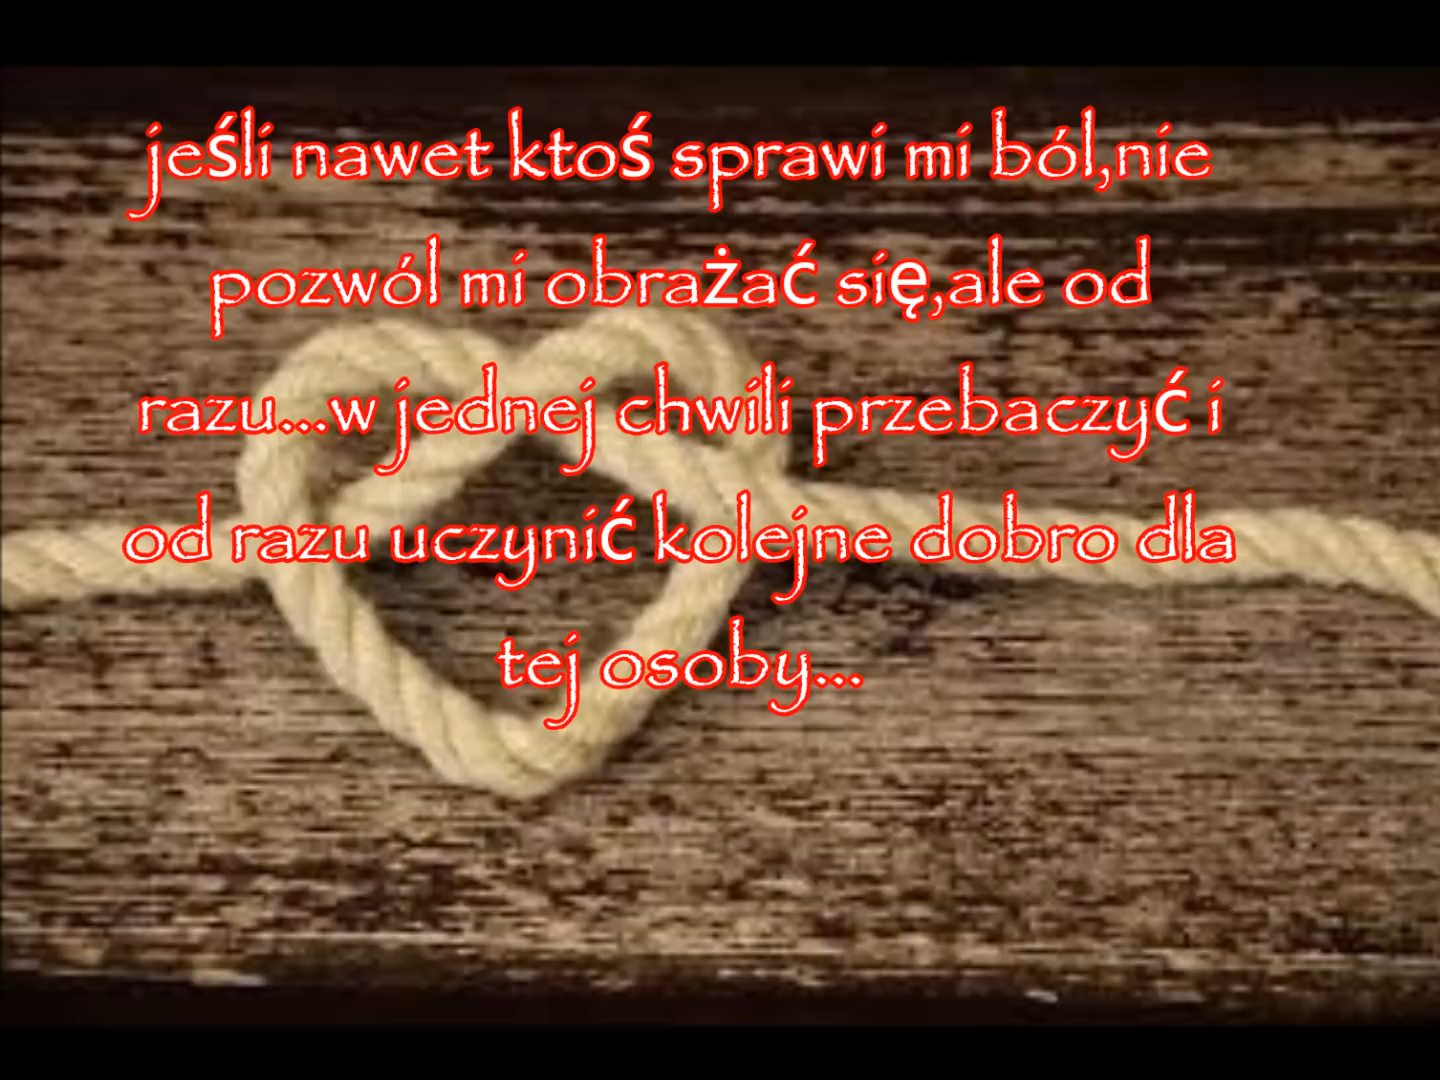 jeśli nawet ktoś sprawi mi ból,nie
pozwól mi obrażać się,ale od
razu...w jednej chwili przebaczyć i
od razu uczynić kolejne dobro dla
tej osoby...